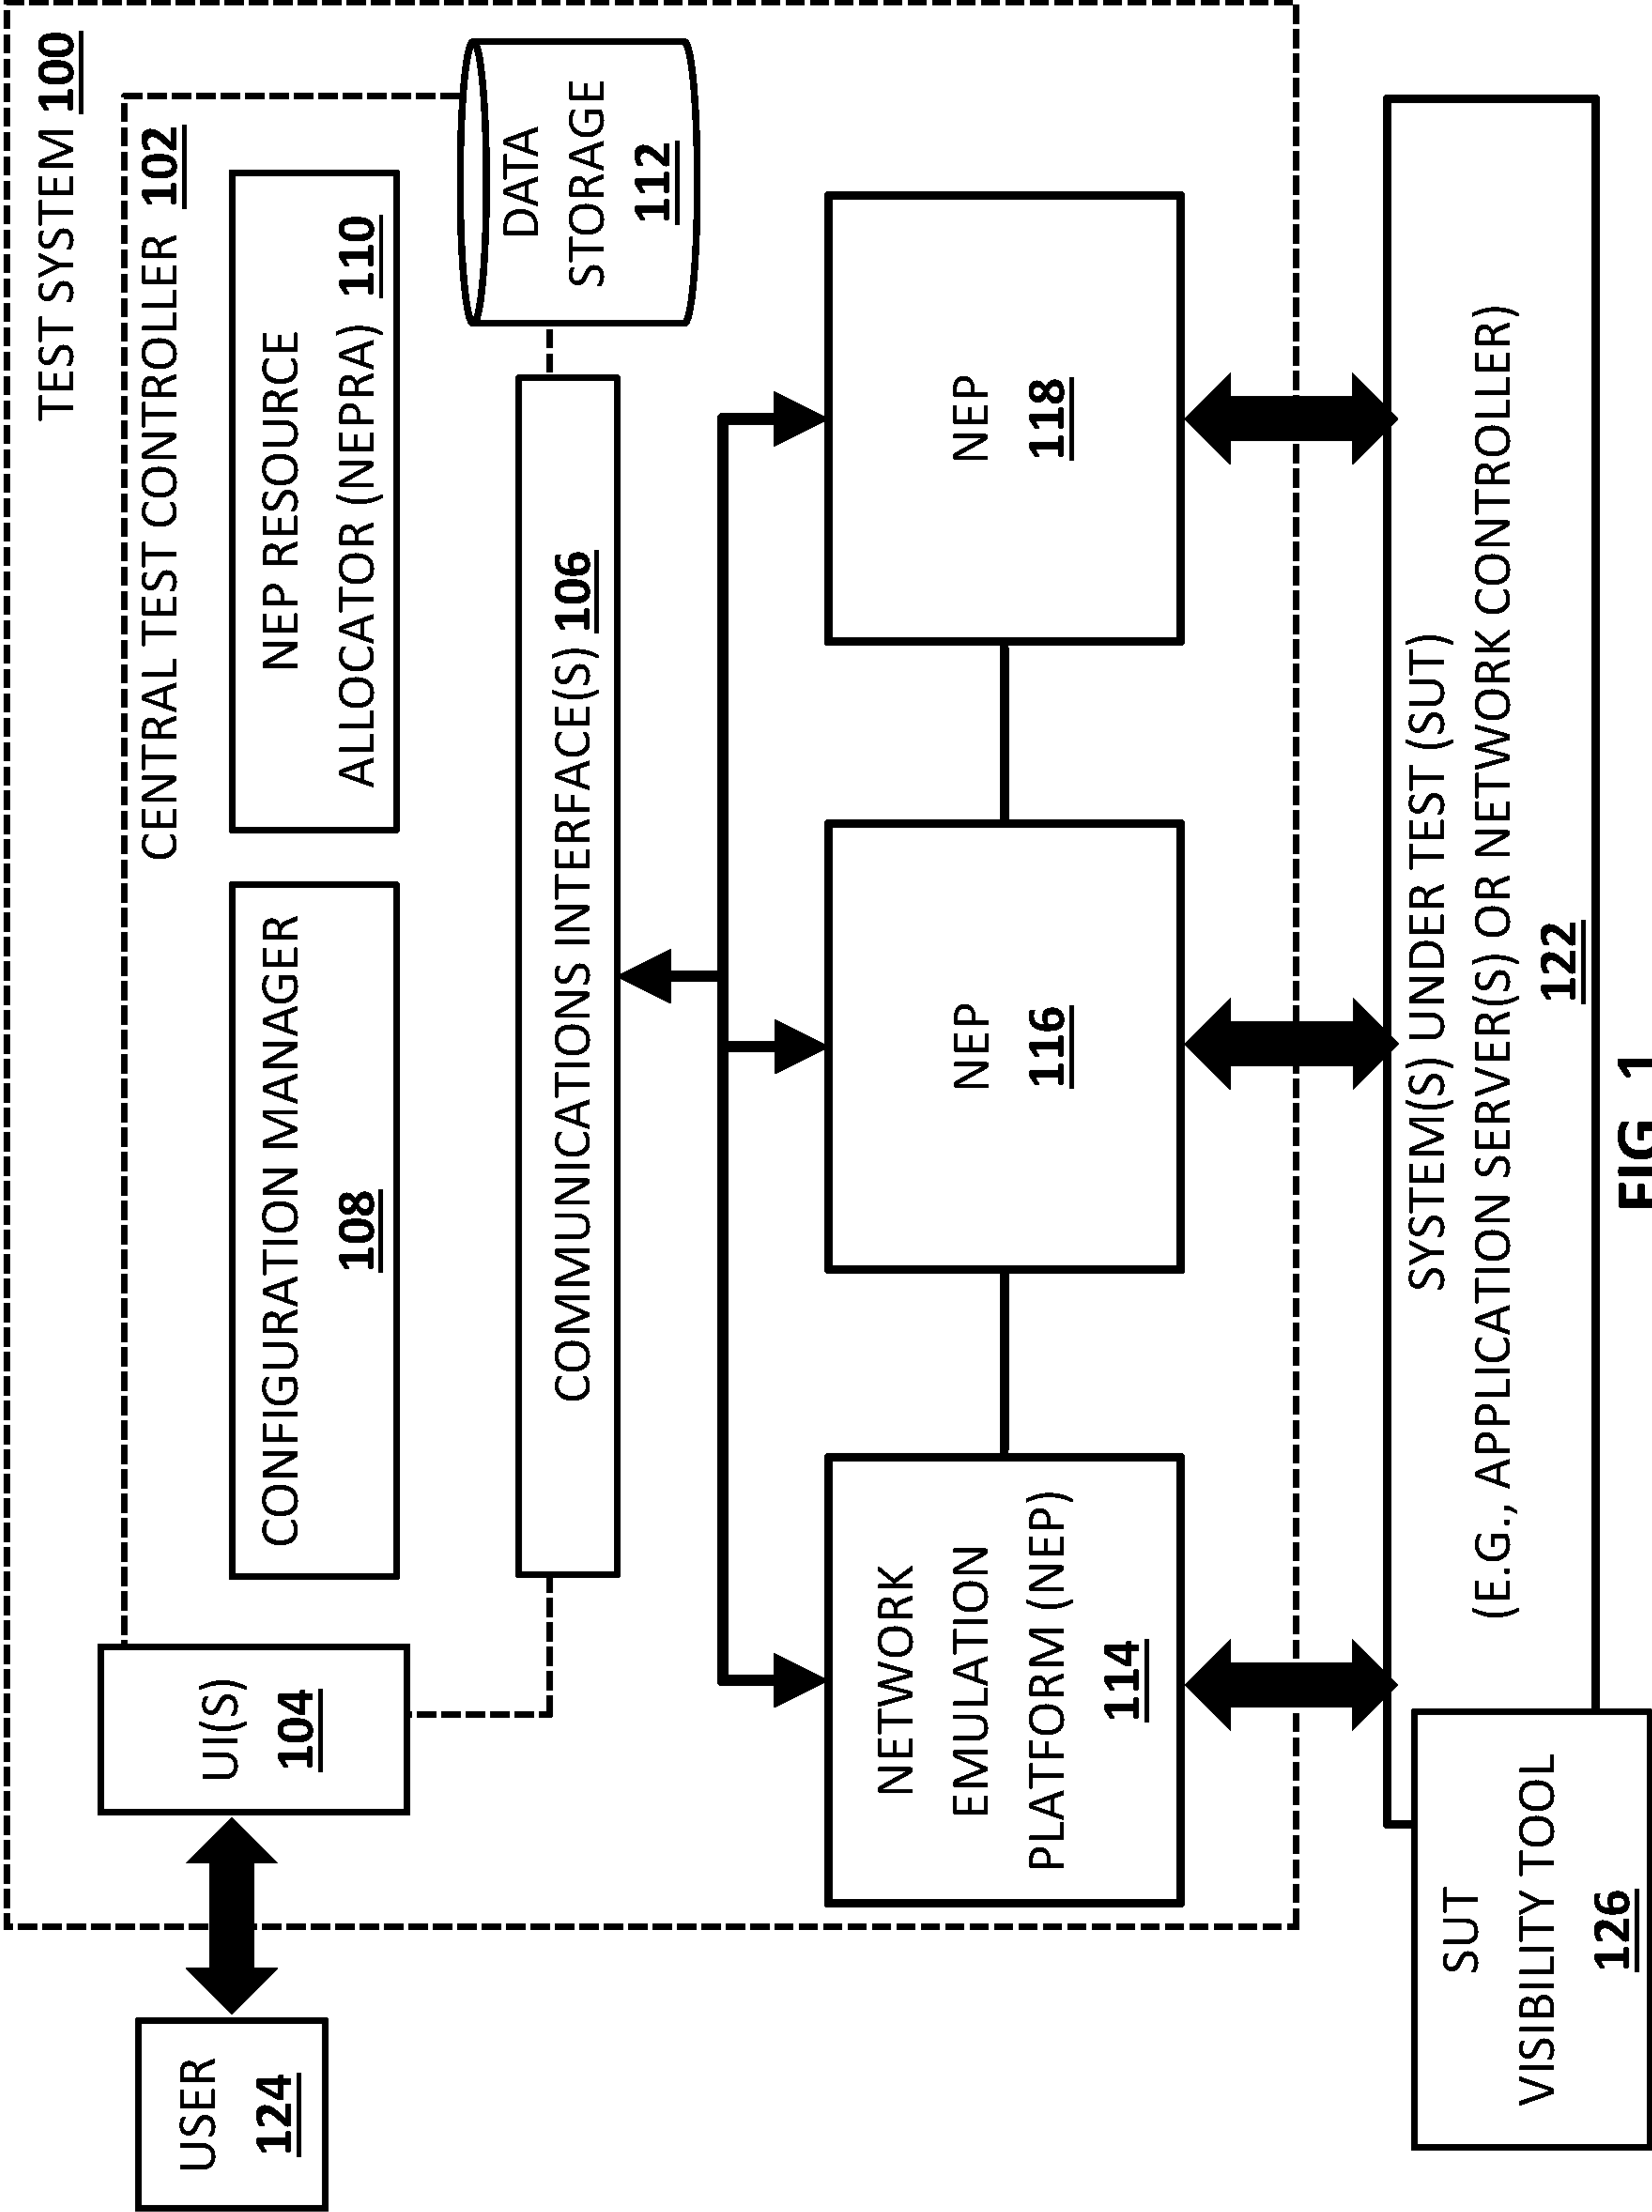 TEST SYSTEM 100
CENTRAL TEST CONTROLLER 102
UI(S)
104
USER
124
CONFIGURATION MANAGER
108
NEP RESOURCE
ALLOCATOR (NEPRA) 110
COMMUNICATIONS INTERFACE(S) 106
DATA
STORAGE
112
NETWORK
EMULATION
PLATFORM (NEP)
114
NEP
116
NEP
118
SYSTEM(S) UNDER TEST (SUT)
(E.G., APPLICATION SERVER(S) OR NETWORK CONTROLLER)
122
SUT
VISIBILITY TOOL
126
FIG. 1